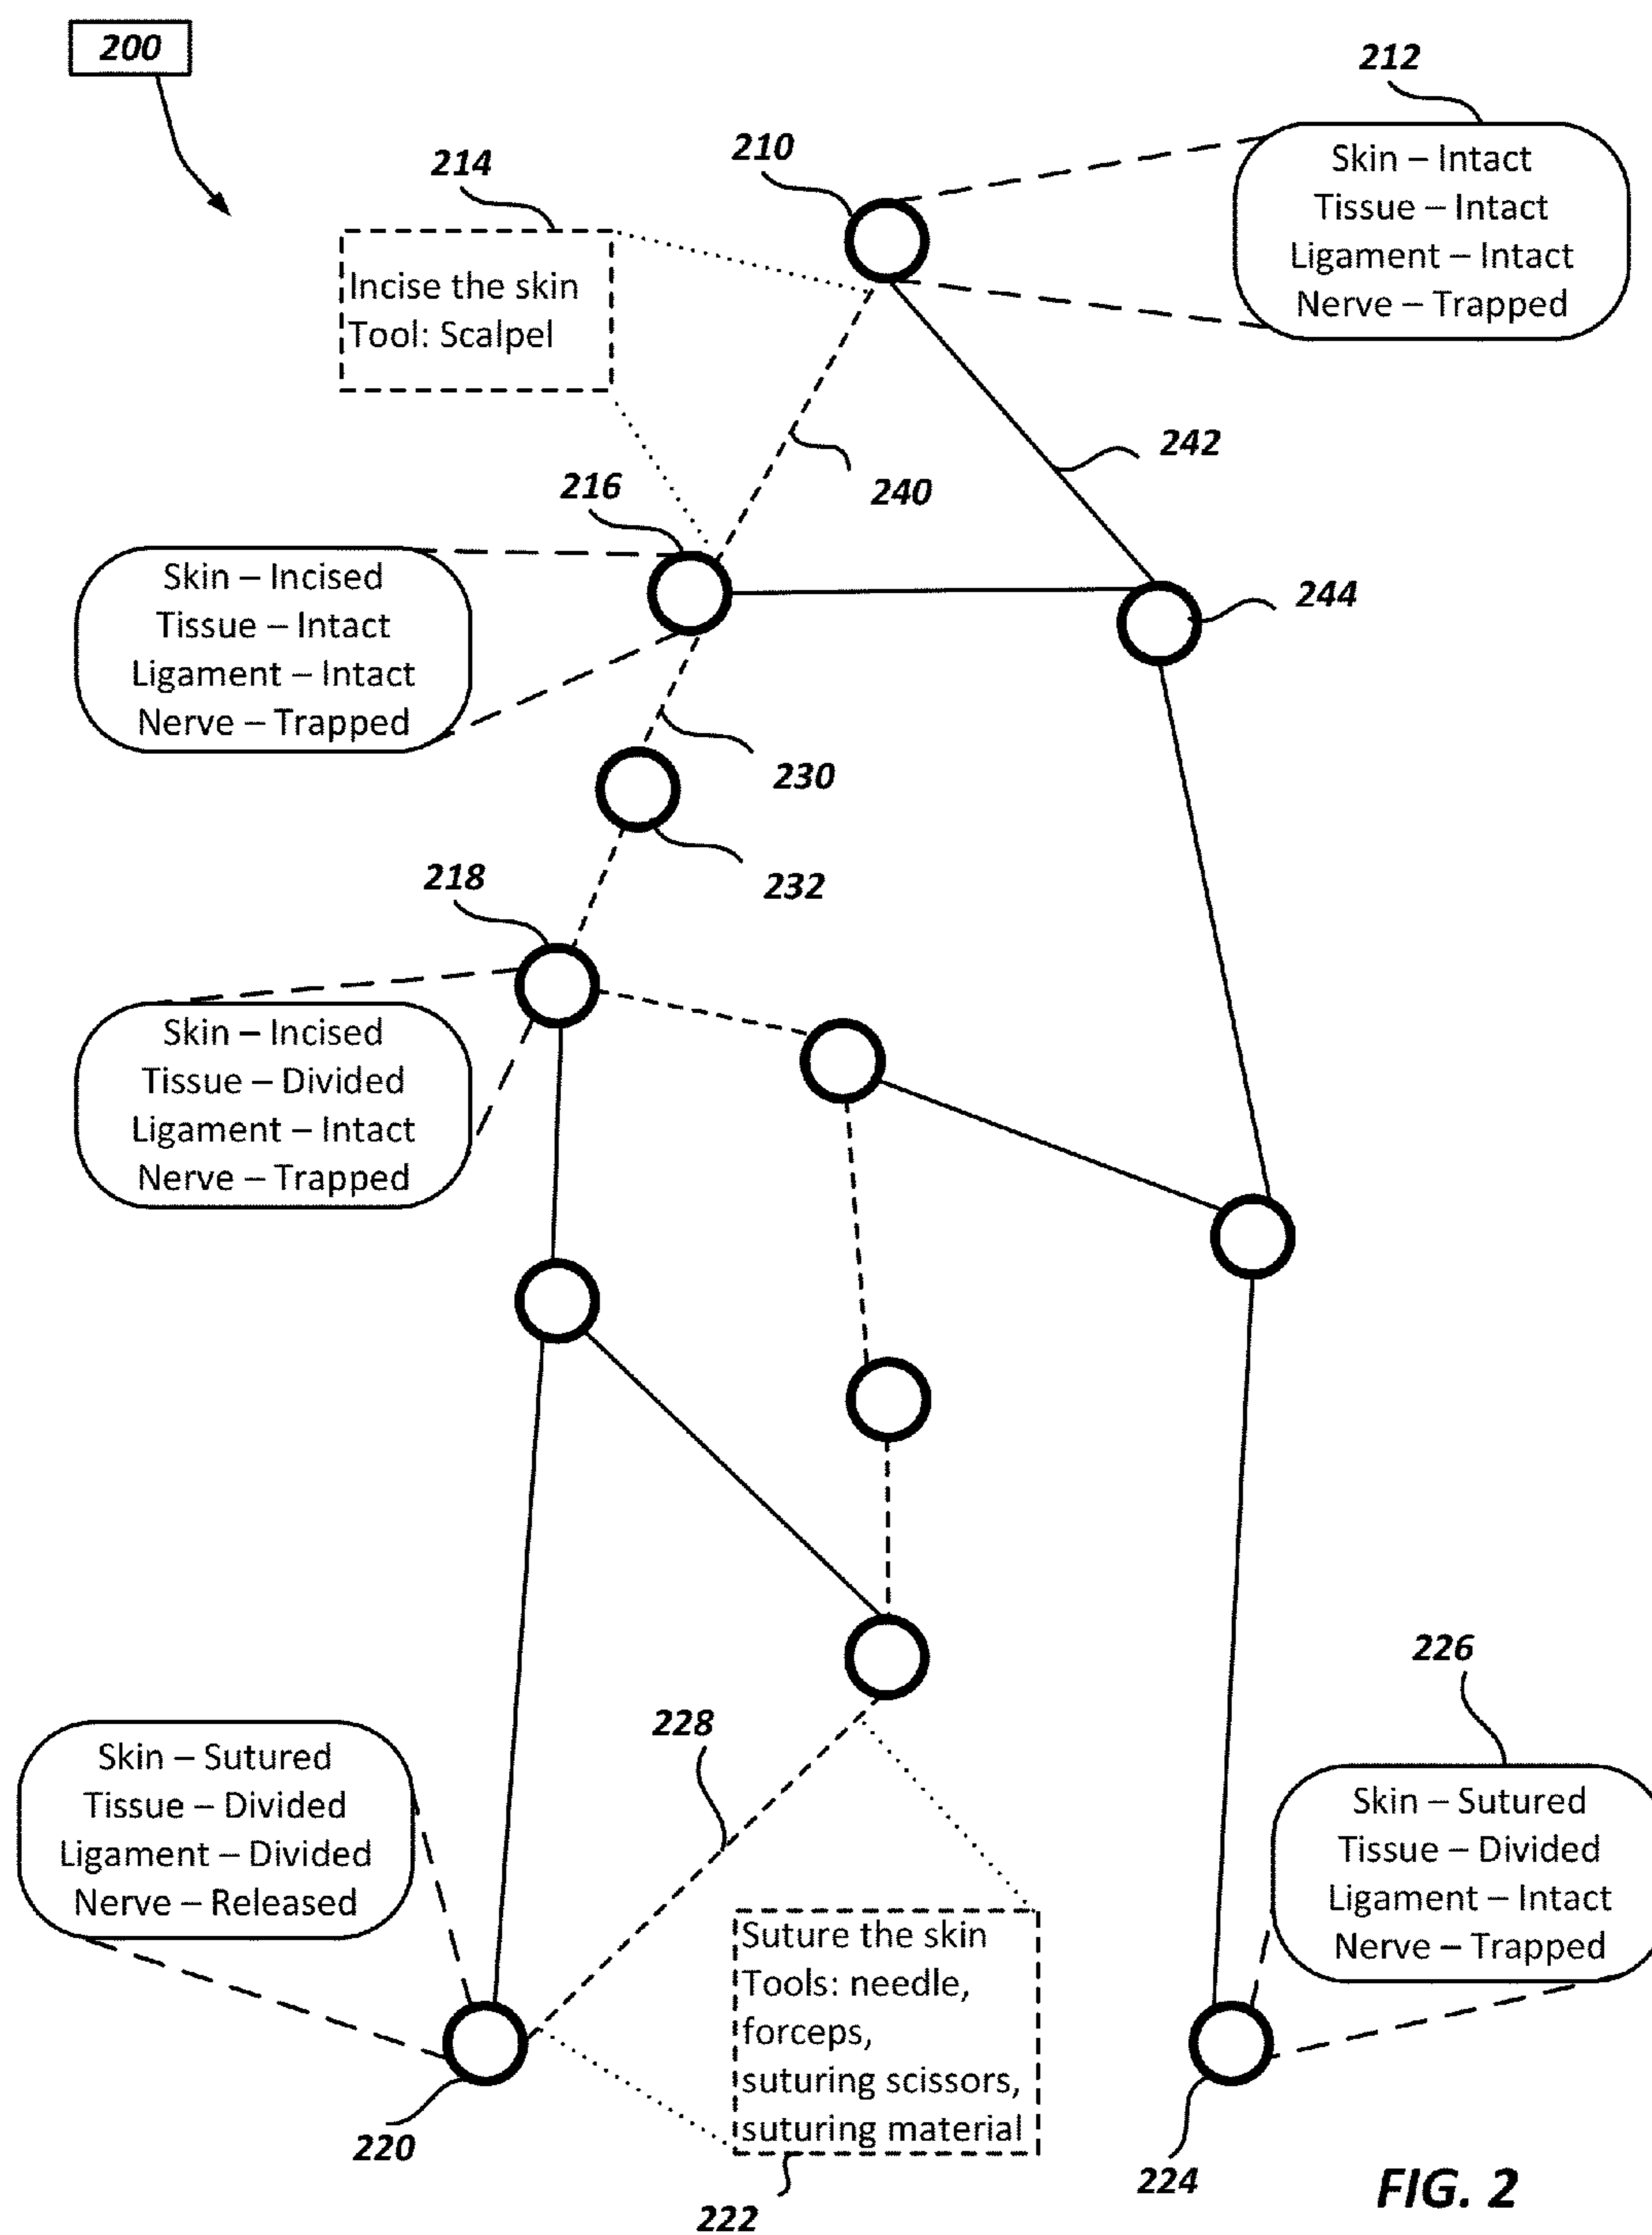 200
212
210
214
Skin – Intact
Tissue – Intact
Ligament – Intact
Nerve – Trapped
Incise the skin
Tool: Scalpel
242
240
216
244
Skin – Incised
Tissue – Intact
Ligament – Intact
Nerve – Trapped
230
232
218
Skin – Incised
Tissue – Divided
Ligament – Intact
Nerve – Trapped
226
228
Skin – Sutured
Tissue – Divided
Ligament – Divided
Nerve – Released
Skin – Sutured
Tissue – Divided
Ligament – Intact
Nerve – Trapped
Suture the skin
Tools: needle,
forceps,
suturing scissors,
suturing material
220
224
222
FIG. 2